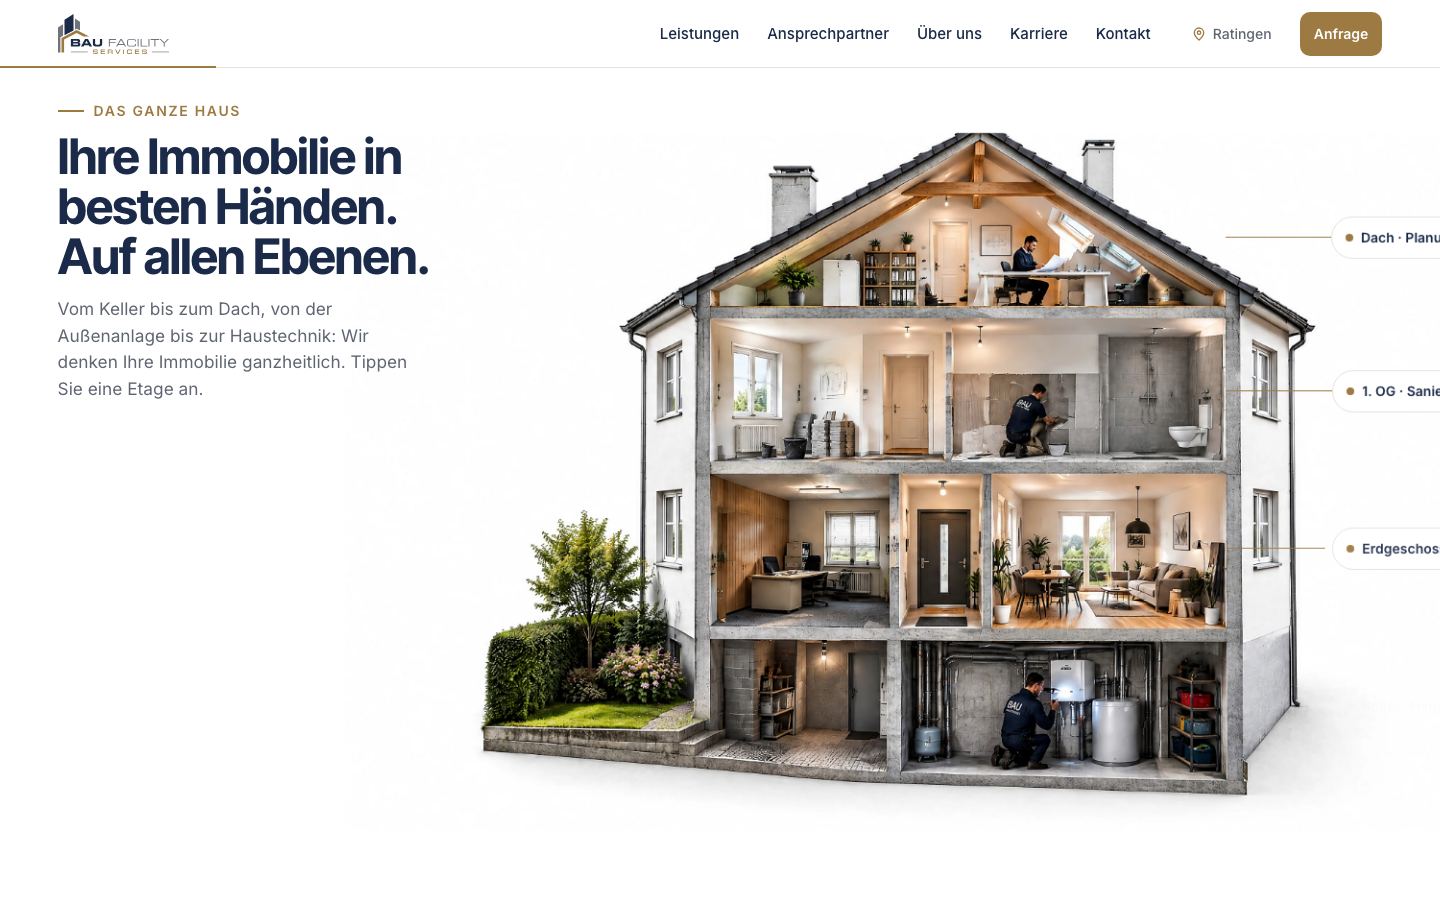 BAU FACILITY
SERVICES
Leistungen
Ansprechpartner
Über uns
Karriere
Kontakt
Ratingen
Anfrage
DAS GANZE HAUS
Ihre Immobilie in
besten Händen.
Auf allen Ebenen.
Vom Keller bis zum Dach, von der
Außenanlage bis zur Haustechnik: Wir
denken Ihre Immobilie ganzheitlich. Tippen
Sie eine Etage an.
Dach · Planu
1. OG · Sanie
Erdgeschos
BAU
BAU